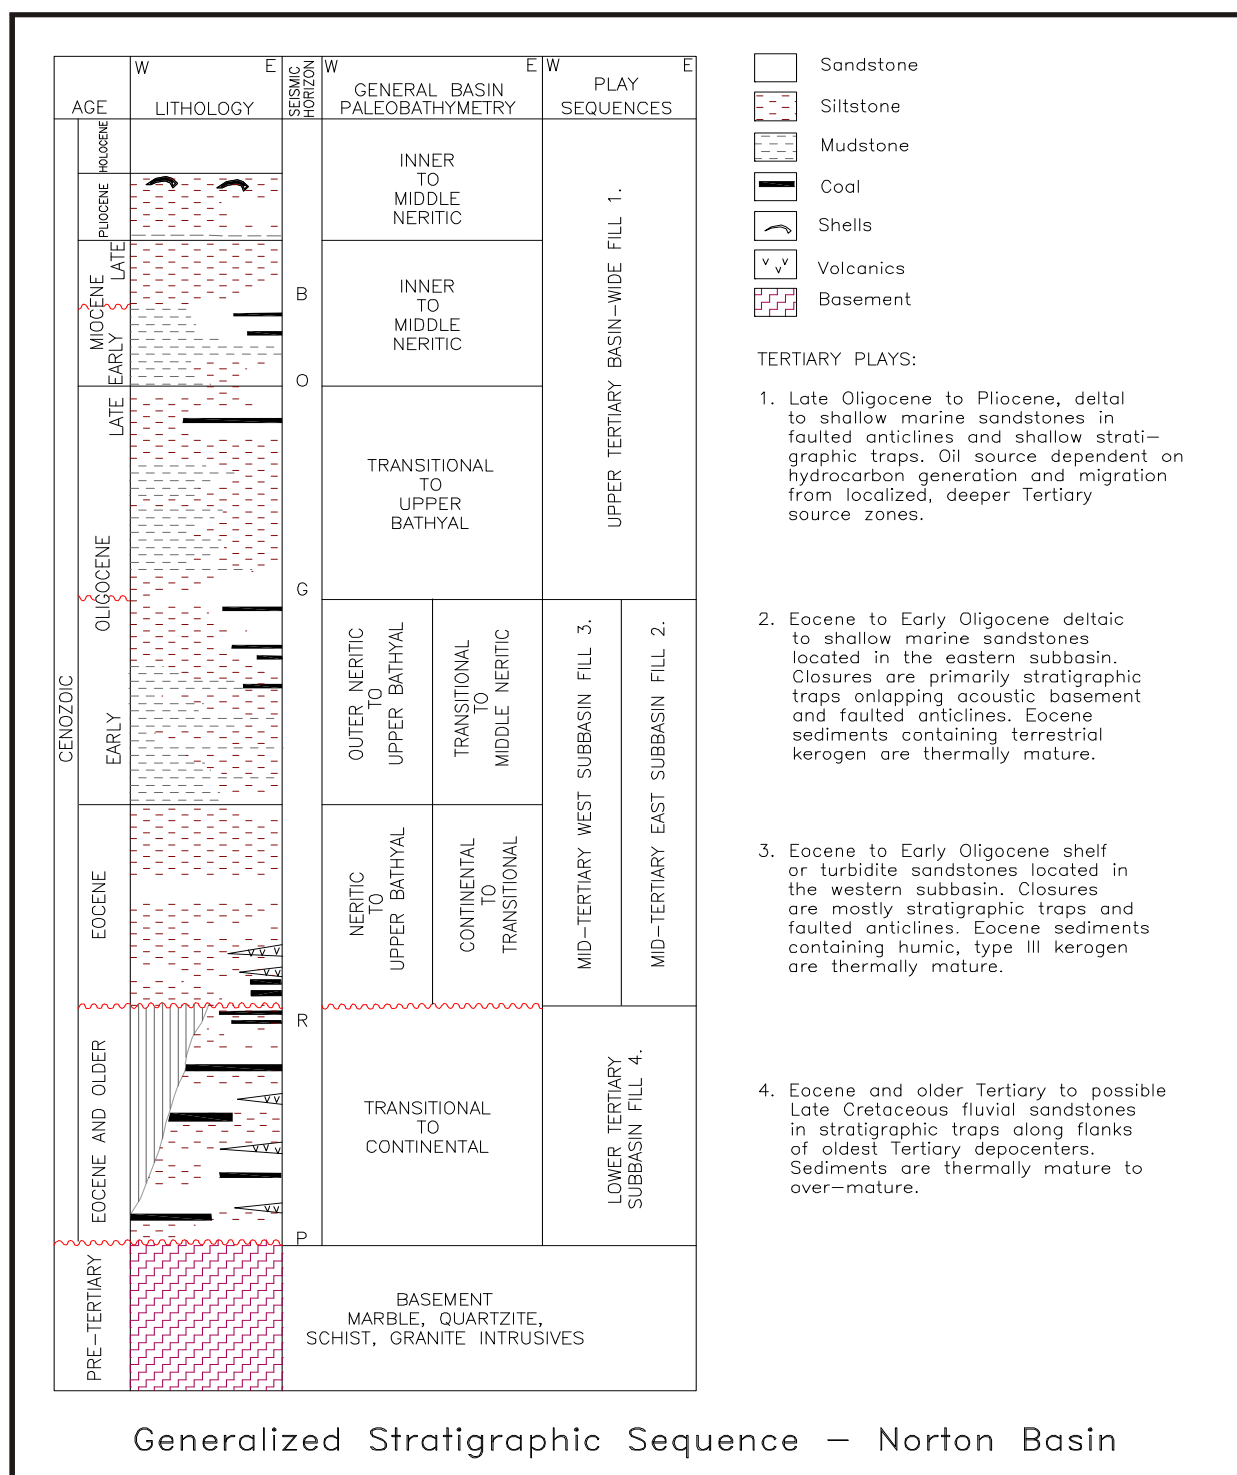 W E
SEISMIC
HORIZON
W E
W E
AGE
LITHOLOGY
GENERAL BASIN
PALEOBATHYMETRY
PLAY
SEQUENCES
CENOZOIC
HOLOCENE
PLIOCENE
MIOCENE
LATE
EARLY
OLIGOCENE
LATE
EARLY
EOCENE
EOCENE AND OLDER
PRE-TERTIARY
B
O
G
R
P
INNER
TO
MIDDLE
NERITIC
INNER
TO
MIDDLE
NERITIC
TRANSITIONAL
TO
UPPER
BATHYAL
OUTER NERITIC
TO
UPPER BATHYAL
TRANSITIONAL
TO
MIDDLE NERITIC
NERITIC
TO
UPPER BATHYAL
CONTINENTAL
TO
TRANSITIONAL
TRANSITIONAL
TO
CONTINENTAL
UPPER TERTIARY BASIN-WIDE FILL 1.
MID-TERTIARY WEST SUBBASIN FILL 3.
MID-TERTIARY EAST SUBBASIN FILL 2.
LOWER TERTIARY
SUBBASIN FILL 4.
BASEMENT
MARBLE, QUARTZITE,
SCHIST, GRANITE INTRUSIVES
Sandstone
Siltstone
Mudstone
Coal
Shells
Volcanics
Basement
TERTIARY PLAYS:
1. Late Oligocene to Pliocene, deltal
to shallow marine sandstones in
faulted anticlines and shallow strati-
graphic traps. Oil source dependent on
hydrocarbon generation and migration
from localized, deeper Tertiary
source zones.
2. Eocene to Early Oligocene deltaic
to shallow marine sandstones
located in the eastern subbasin.
Closures are primarily stratigraphic
traps onlapping acoustic basement
and faulted anticlines. Eocene
sediments containing terrestrial
kerogen are thermally mature.
3. Eocene to Early Oligocene shelf
or turbidite sandstones located in
the western subbasin. Closures
are mostly stratigraphic traps and
faulted anticlines. Eocene sediments
containing humic, type III kerogen
are thermally mature.
4. Eocene and older Tertiary to possible
Late Cretaceous fluvial sandstones
in stratigraphic traps along flanks
of oldest Tertiary depocenters.
Sediments are thermally mature to
over-mature.
Generalized Stratigraphic Sequence - Norton Basin